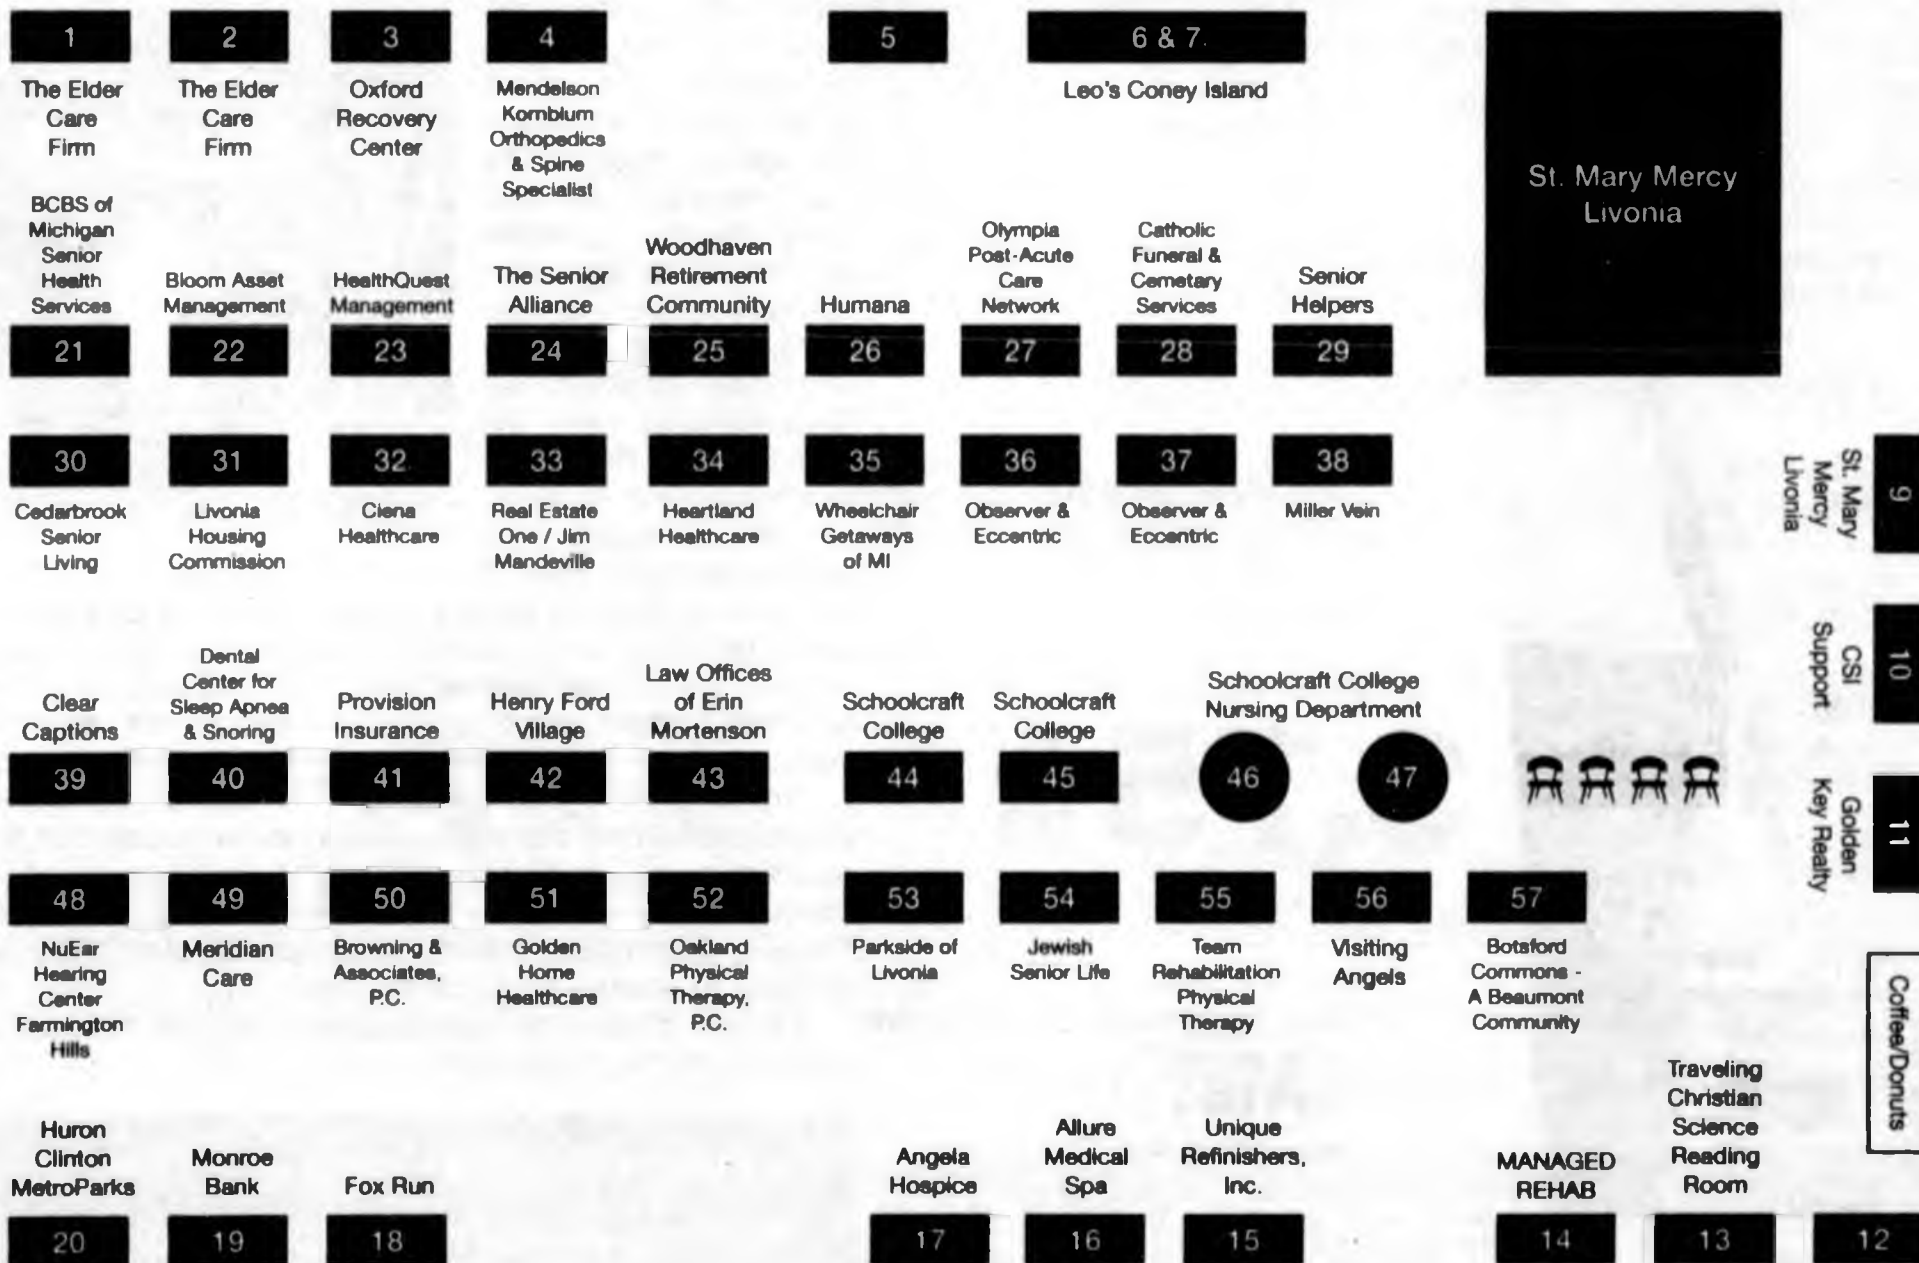 1
The Elder
Care
Firm
2
The Elder
Care
Firm
3
Oxford
Recovery
Center
4
Mendelson
Kornblum
Orthopedics
& Spine
Specialist
5
6 & 7
Leo's Coney Island
St. Mary Mercy
Livonia
BCBS of
Michigan
Senior
Health
Services
21
Bloom Asset
Management
22
HealthQuest
Management
23
The Senior
Alliance
24
Woodhaven
Retirement
Community
25
Humana
26
Olympia
Post-Acute
Care
Network
27
Catholic
Funeral &
Cemetary
Services
28
Senior
Helpers
29
30
Cedarbrook
Senior
Living
31
Livonia
Housing
Commission
32
Ciena
Healthcare
33
Real Estate
One / Jim
Mandeville
34
Heartland
Healthcare
35
Wheelchair
Getaways
of MI
36
Observer &
Eccentric
37
Observer &
Eccentric
38
Miller Vein
9
St. Mary
Mercy
Livonia
10
CSI
Support
11
Golden
Key Realty
Clear
Captions
39
Dental
Center for
Sleep Apnea
& Snoring
40
Provision
Insurance
41
Henry Ford
Village
42
Law Offices
of Erin
Mortenson
43
Schoolcraft
College
44
Schoolcraft
College
45
Schoolcraft College
Nursing Department
46
47
48
NuEar
Hearing
Center
Farmington
Hills
49
Meridian
Care
50
Browning &
Associates,
P.C.
51
Golden
Home
Healthcare
52
Oakland
Physical
Therapy,
P.C.
53
Parkside of
Livonia
54
Jewish
Senior Life
55
Team
Rehabilitation
Physical
Therapy
56
Visiting
Angels
57
Botsford
Commons -
A Beaumont
Community
Coffee/Donuts
Huron
Clinton
MetroParks
20
Monroe
Bank
19
Fox Run
18
Angela
Hospice
17
Allure
Medical
Spa
16
Unique
Refinishers,
Inc.
15
MANAGED
REHAB
14
Traveling
Christian
Science
Reading
Room
13
12